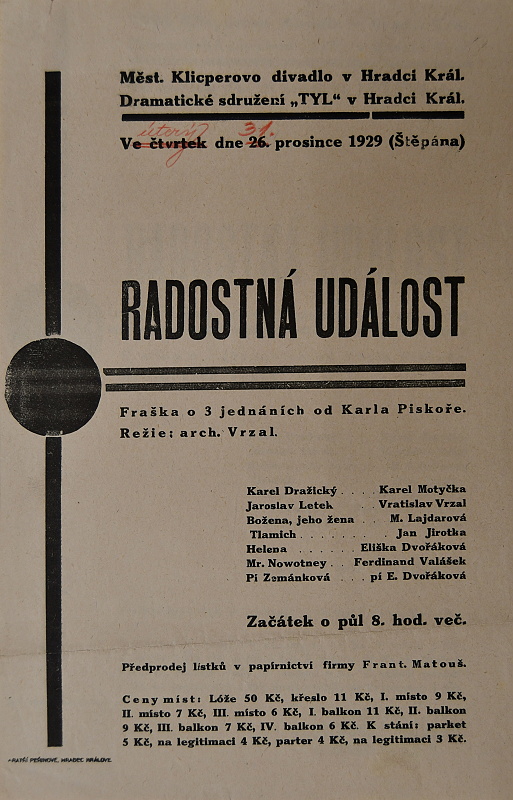 Měst. Klicperovo divadlo v Hradci Král.
Dramatické sdružení „TYL“ v Hradci Král.
úterý 31.
Ve čtvrtek dne 26. prosince 1929 (Štěpána)
RADOSTNÁ UDÁLOST
Fraška o 3 jednáních od Karla Piskoře.
Režie: arch. Vrzal.
Karel Dražický . . . . Karel Motyčka
Jaroslav Letek Vratislav Vrzal
Božena, jeho žena . . M. Lajdarová
Tlamich . . . . . . . Jan Jirotka
Helena . . . . . . Eliška Dvořáková
Mr. Nowotney . . Ferdinand Valášek
Pí Zemánková . . . pí E. Dvořáková
Začátek o půl 8. hod. več.
Předprodej lístků v papírnictví firmy Frant. Matouš.
Ceny míst: Lóže 50 Kč, křeslo 11 Kč, I. místo 9 Kč,
II. místo 7 Kč, III. místo 6 Kč, I. balkon 11 Kč, II. balkon
9 Kč, III. balkon 7 Kč, IV. balkon 6 Kč. K stání: parket
5 Kč, na legitimaci 4 Kč, parter 4 Kč, na legitimaci 3 Kč.
BRATŘÍ PEŠINOVÉ, HRADEC KRÁLOVÉ.